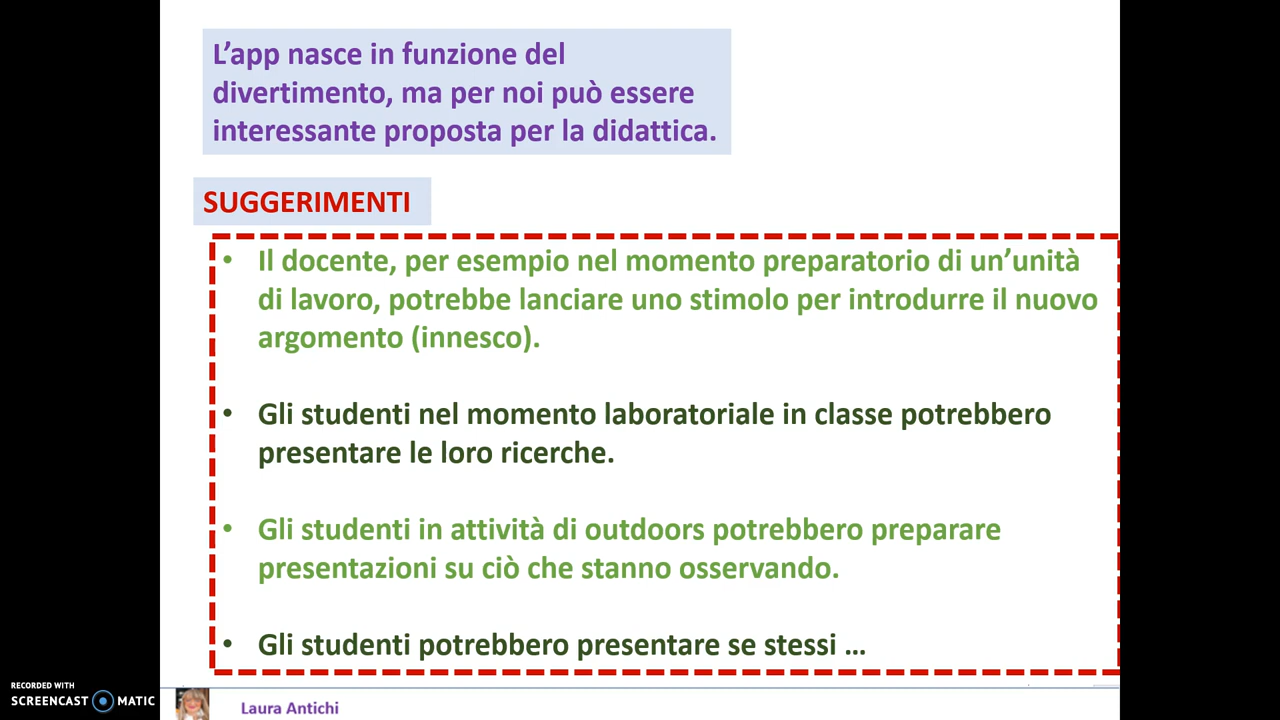 L'app nasce in funzione del
divertimento, ma per noi può essere
interessante proposta per la didattica.
SUGGERIMENTI
• Il docente, per esempio nel momento preparatorio di un'unità
di lavoro, potrebbe lanciare uno stimolo per introdurre il nuovo
argomento (innesco).
• Gli studenti nel momento laboratoriale in classe potrebbero
presentare le loro ricerche.
• Gli studenti in attività di outdoors potrebbero preparare
presentazioni su ciò che stanno osservando.
• Gli studenti potrebbero presentare se stessi ...
RECORDED WITH
SCREENCAST MATIC
Laura Antichi